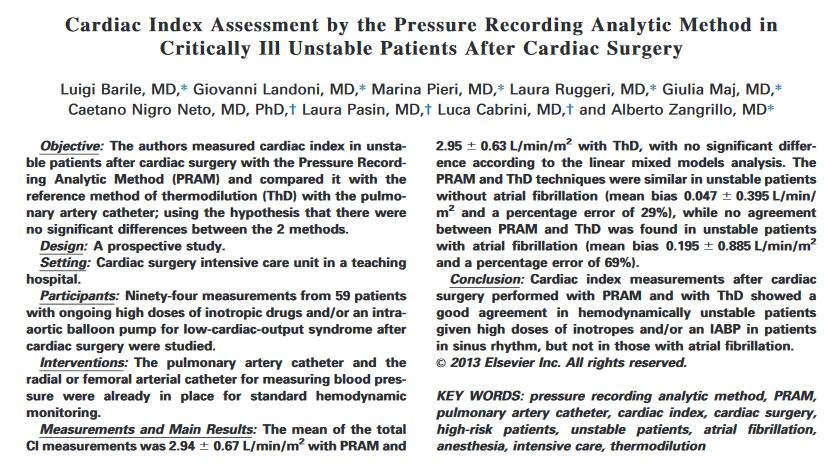 Cardiac Index Assessment by the Pressure Recording Analytic Method in
Critically Ill Unstable Patients After Cardiac Surgery
Luigi Barile, MD,* Giovanni Landoni, MD,* Marina Pieri, MD,* Laura Ruggeri, MD,* Giulia Maj, MD,*
Caetano Nigro Neto, MD, PhD,† Laura Pasin, MD,† Luca Cabrini, MD,† and Alberto Zangrillo, MD*
Objective: The authors measured cardiac index in unsta-
ble patients after cardiac surgery with the Pressure Record-
ing Analytic Method (PRAM) and compared it with the
reference method of thermodilution (ThD) with the pulmo-
nary artery catheter; using the hypothesis that there were
no significant differences between the 2 methods.
Design: A prospective study.
Setting: Cardiac surgery intensive care unit in a teaching
hospital.
Participants: Ninety-four measurements from 59 patients
with ongoing high doses of inotropic drugs and/or an intra-
aortic balloon pump for low-cardiac-output syndrome after
cardiac surgery were studied.
Interventions: The pulmonary artery catheter and the
radial or femoral arterial catheter for measuring blood pres-
sure were already in place for standard hemodynamic
monitoring.
Measurements and Main Results: The mean of the total
CI measurements was 2.94 ± 0.67 L/min/m² with PRAM and
2.95 ± 0.63 L/min/m² with ThD, with no significant differ-
ence according to the linear mixed models analysis. The
PRAM and ThD techniques were similar in unstable patients
without atrial fibrillation (mean bias 0.047 ± 0.395 L/min/
m² and a percentage error of 29%), while no agreement
between PRAM and ThD was found in unstable patients
with atrial fibrillation (mean bias 0.195 ± 0.885 L/min/m²
and a percentage error of 69%).
Conclusion: Cardiac index measurements after cardiac
surgery performed with PRAM and with ThD showed a
good agreement in hemodynamically unstable patients
given high doses of inotropes and/or an IABP in patients
in sinus rhythm, but not in those with atrial fibrillation.
© 2013 Elsevier Inc. All rights reserved.
KEY WORDS: pressure recording analytic method, PRAM,
pulmonary artery catheter, cardiac index, cardiac surgery,
high-risk patients, unstable patients, atrial fibrillation,
anesthesia, intensive care, thermodilution